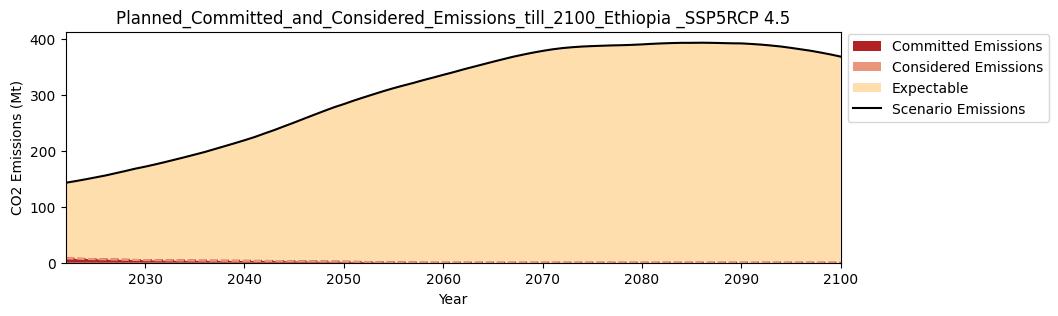 Planned_Committed_and_Considered_Emissions_till_2100_Ethiopia _SSP5RCP 4.5
CO2 Emissions (Mt)
400
300
200
100
0
2030 2040 2050 2060 2070 2080 2090 2100
Year
Committed Emissions
Considered Emissions
Expectable
Scenario Emissions